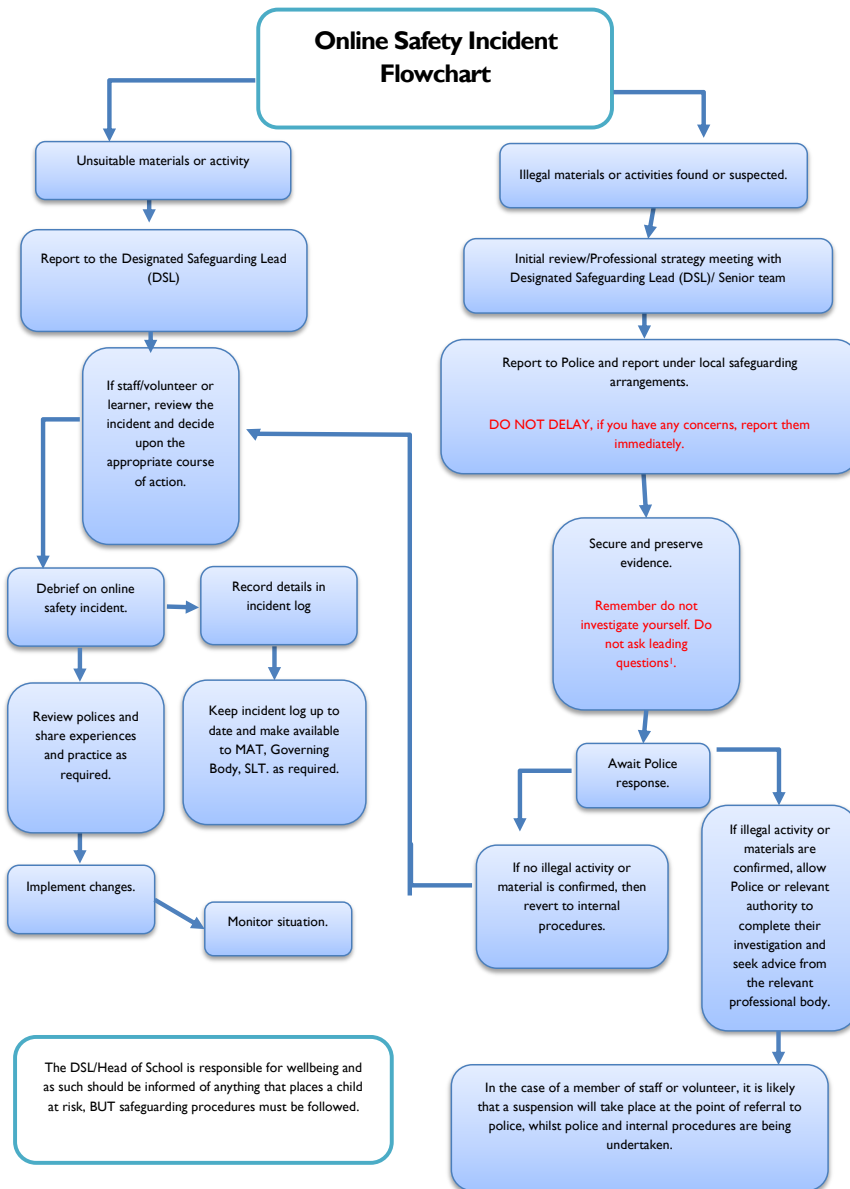 Online Safety Incident
Flowchart
Unsuitable materials or activity
Report to the Designated Safeguarding Lead
(DSL)
If staff/volunteer or
learner, review the
incident and decide
upon the
appropriate course
of action.
Debrief on online
safety incident.
Record details in
incident log
Review polices and
share experiences
and practice as
required.
Keep incident log up to
date and make available
to MAT, Governing
Body, SLT. as required.
Implement changes.
Monitor situation.
Illegal materials or activities found or suspected.
Initial review/Professional strategy meeting with
Designated Safeguarding Lead (DSL)/ Senior team
Report to Police and report under local safeguarding
arrangements.
DO NOT DELAY, if you have any concerns, report them
immediately.
Secure and preserve
evidence.
Remember do not
investigate yourself. Do
not ask leading
questions¹.
Await Police
response.
If no illegal activity or
material is confirmed, then
revert to internal
procedures.
If illegal activity or
materials are
confirmed, allow
Police or relevant
authority to
complete their
investigation and
seek advice from
the relevant
professional body.
In the case of a member of staff or volunteer, it is likely
that a suspension will take place at the point of referral to
police, whilst police and internal procedures are being
undertaken.
The DSL/Head of School is responsible for wellbeing and
as such should be informed of anything that places a child
at risk, BUT safeguarding procedures must be followed.